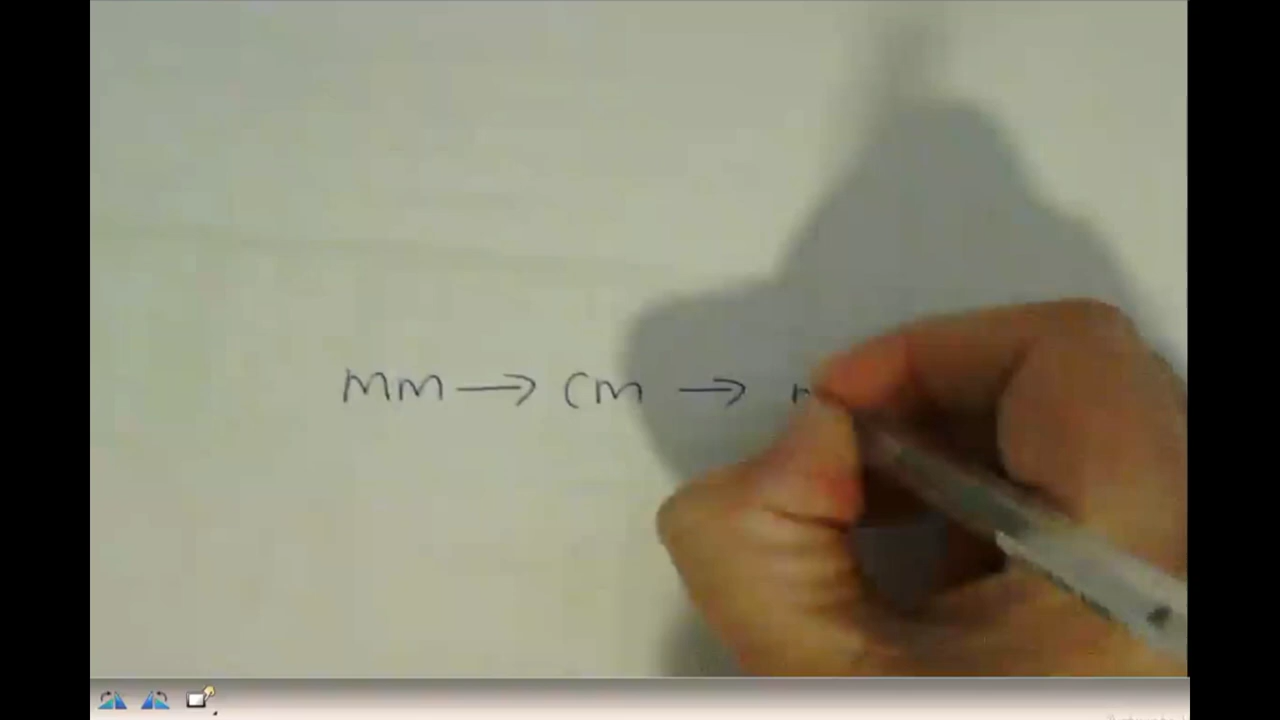 mm → cm →